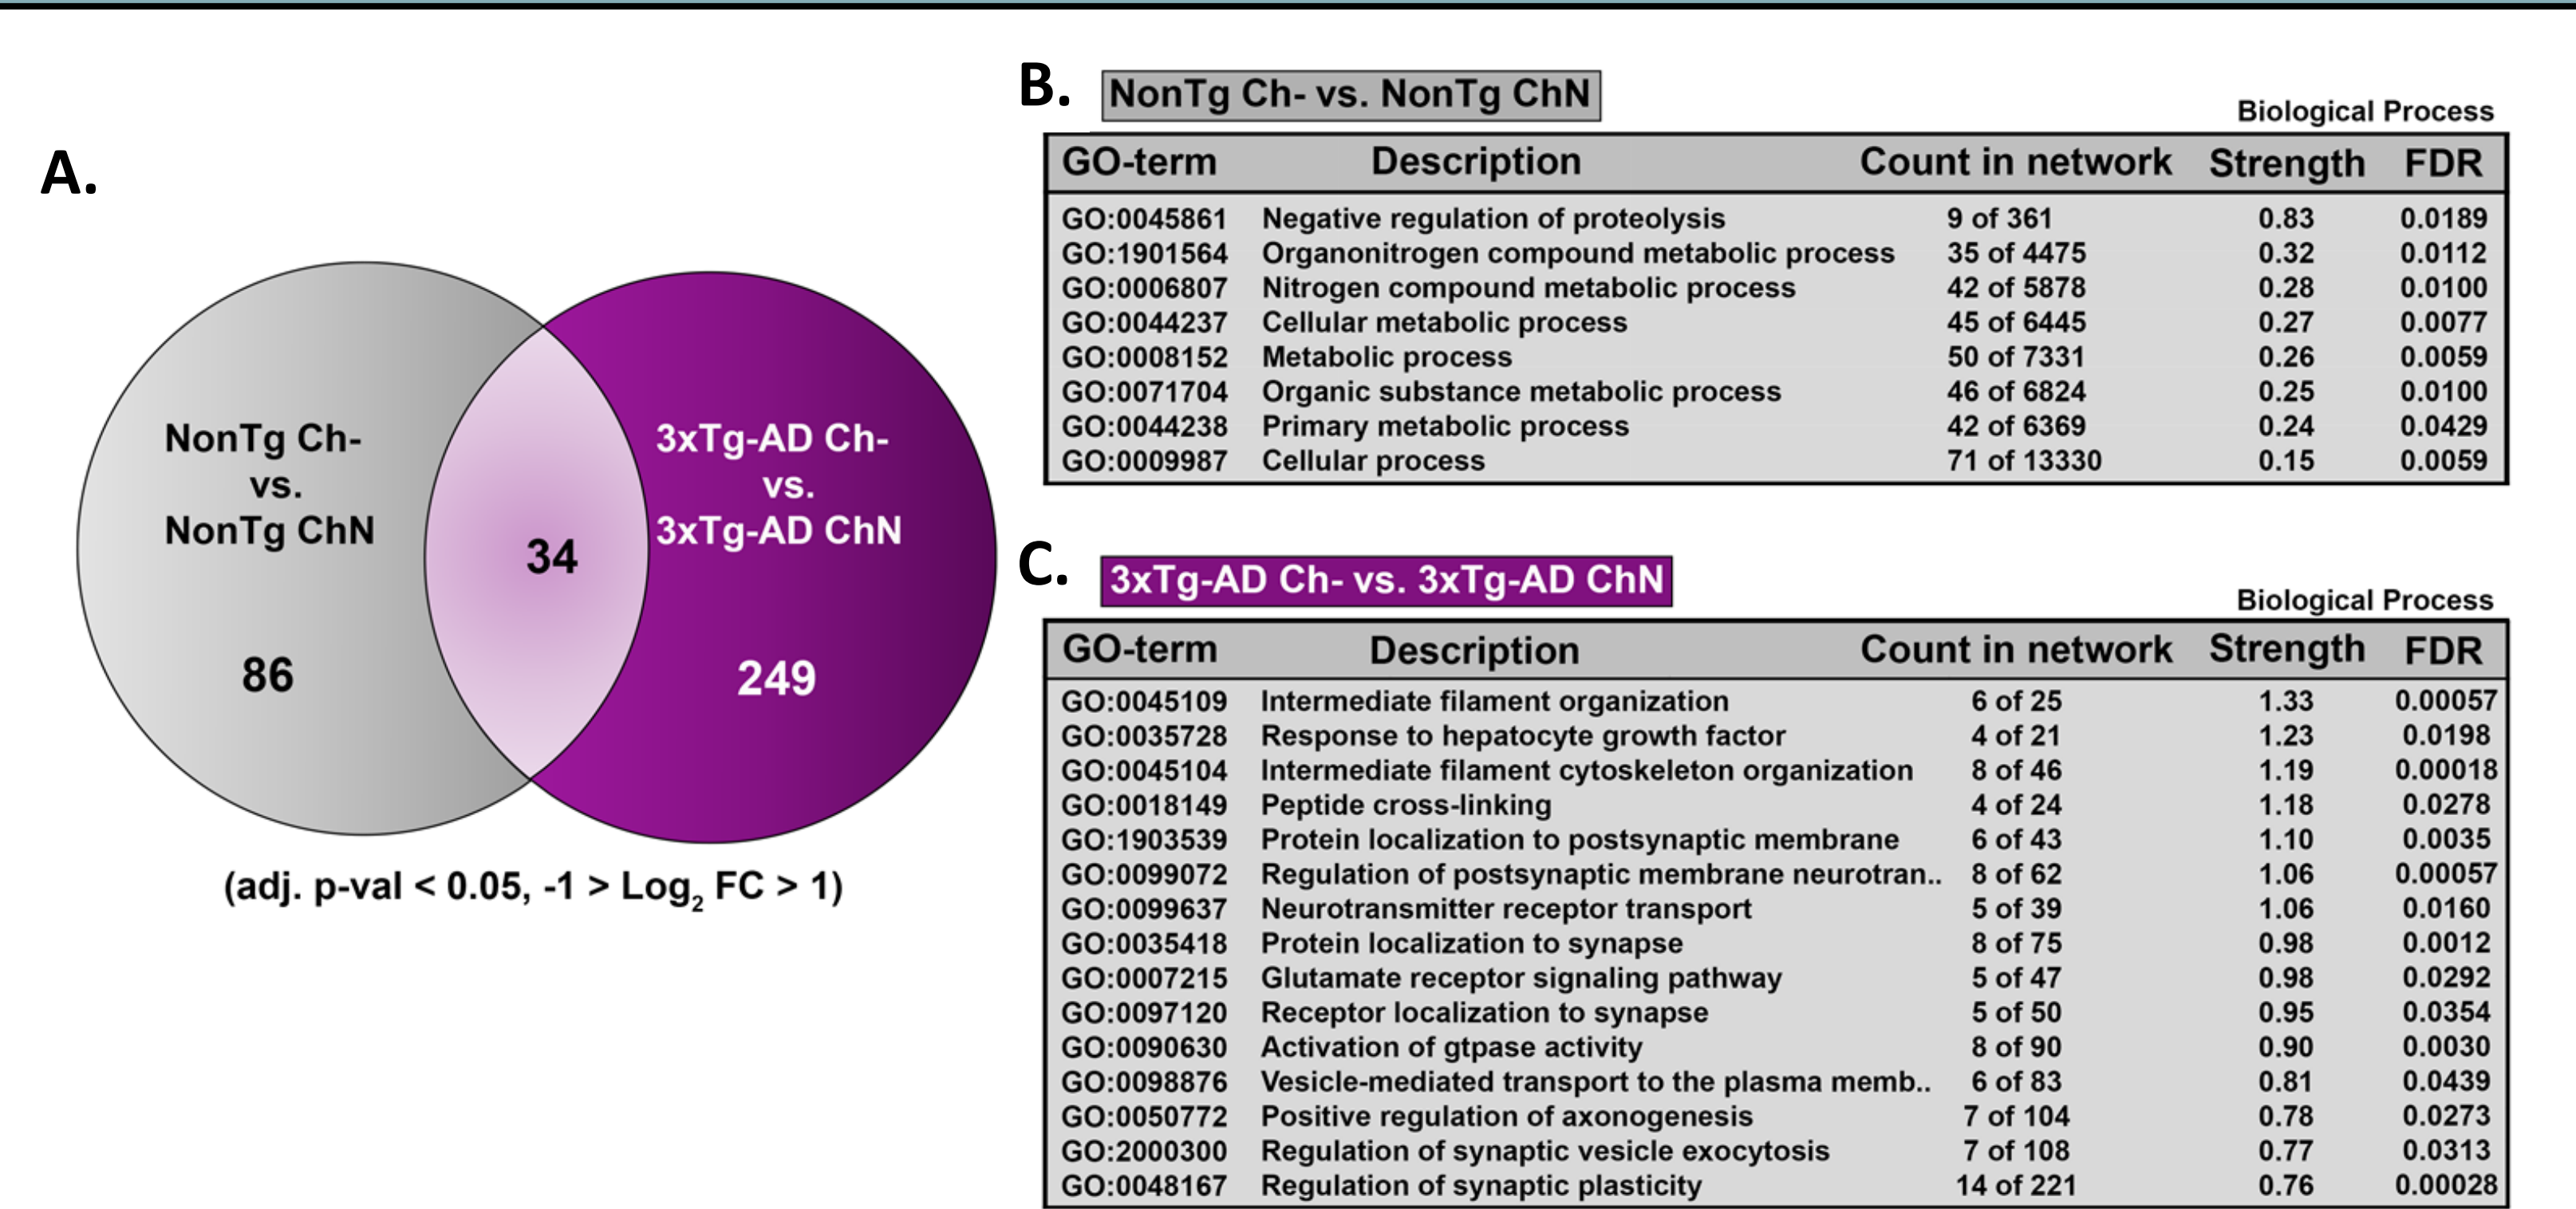 A.
NonTg Ch-
vs.
NonTg ChN
86
34
3xTg-AD Ch-
vs.
3xTg-AD ChN
249
(adj. p-val < 0.05, -1 > Log2 FC > 1)
B.
NonTg Ch- vs. NonTg ChN
Biological Process
GO-term Description Count in network Strength FDR
GO:0045861 Negative regulation of proteolysis 9 of 361 0.83 0.0189
GO:1901564 Organonitrogen compound metabolic process 35 of 4475 0.32 0.0112
GO:0006807 Nitrogen compound metabolic process 42 of 5878 0.28 0.0100
GO:0044237 Cellular metabolic process 45 of 6445 0.27 0.0077
GO:0008152 Metabolic process 50 of 7331 0.26 0.0059
GO:0071704 Organic substance metabolic process 46 of 6824 0.25 0.0100
GO:0044238 Primary metabolic process 42 of 6369 0.24 0.0429
GO:0009987 Cellular process 71 of 13330 0.15 0.0059
C.
3xTg-AD Ch- vs. 3xTg-AD ChN
Biological Process
GO-term Description Count in network Strength FDR
GO:0045109 Intermediate filament organization 6 of 25 1.33 0.00057
GO:0035728 Response to hepatocyte growth factor 4 of 21 1.23 0.0198
GO:0045104 Intermediate filament cytoskeleton organization 8 of 46 1.19 0.00018
GO:0018149 Peptide cross-linking 4 of 24 1.18 0.0278
GO:1903539 Protein localization to postsynaptic membrane 6 of 43 1.10 0.0035
GO:0099072 Regulation of postsynaptic membrane neurotran.. 8 of 62 1.06 0.00057
GO:0099637 Neurotransmitter receptor transport 5 of 39 1.06 0.0160
GO:0035418 Protein localization to synapse 8 of 75 0.98 0.0012
GO:0007215 Glutamate receptor signaling pathway 5 of 47 0.98 0.0292
GO:0097120 Receptor localization to synapse 5 of 50 0.95 0.0354
GO:0090630 Activation of gtpase activity 8 of 90 0.90 0.0030
GO:0098876 Vesicle-mediated transport to the plasma memb.. 6 of 83 0.81 0.0439
GO:0050772 Positive regulation of axonogenesis 7 of 104 0.78 0.0273
GO:2000300 Regulation of synaptic vesicle exocytosis 7 of 108 0.77 0.0313
GO:0048167 Regulation of synaptic plasticity 14 of 221 0.76 0.00028